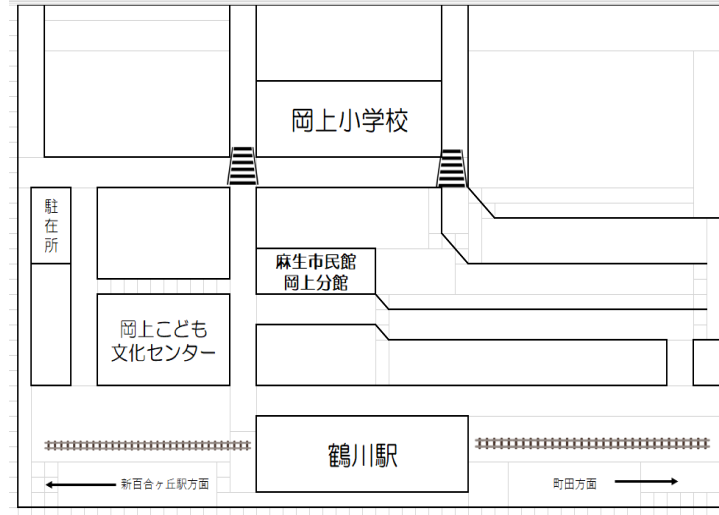 岡上小学校
駐在所
麻生市民館
岡上分館
岡上こども
文化センター
鶴川駅
新百合ヶ丘駅方面
町田方面